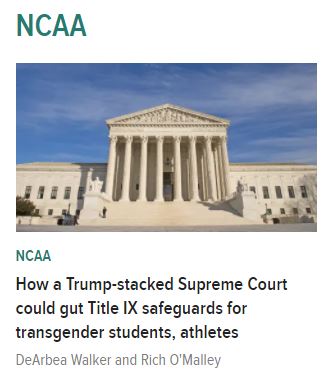 NCAA
NCAA
How a Trump-stacked Supreme Court
could gut Title IX safeguards for
transgender students, athletes
DeArbea Walker and Rich O'Malley